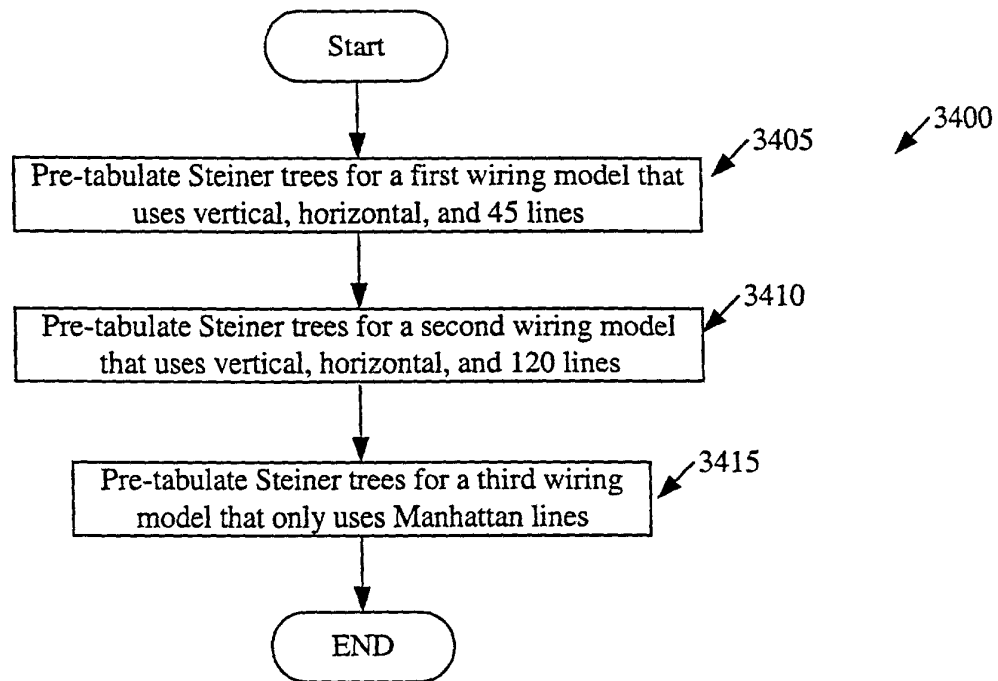 Start
3400
3405
Pre-tabulate Steiner trees for a first wiring model that
uses vertical, horizontal, and 45 lines
3410
Pre-tabulate Steiner trees for a second wiring model
that uses vertical, horizontal, and 120 lines
3415
Pre-tabulate Steiner trees for a third wiring
model that only uses Manhattan lines
END